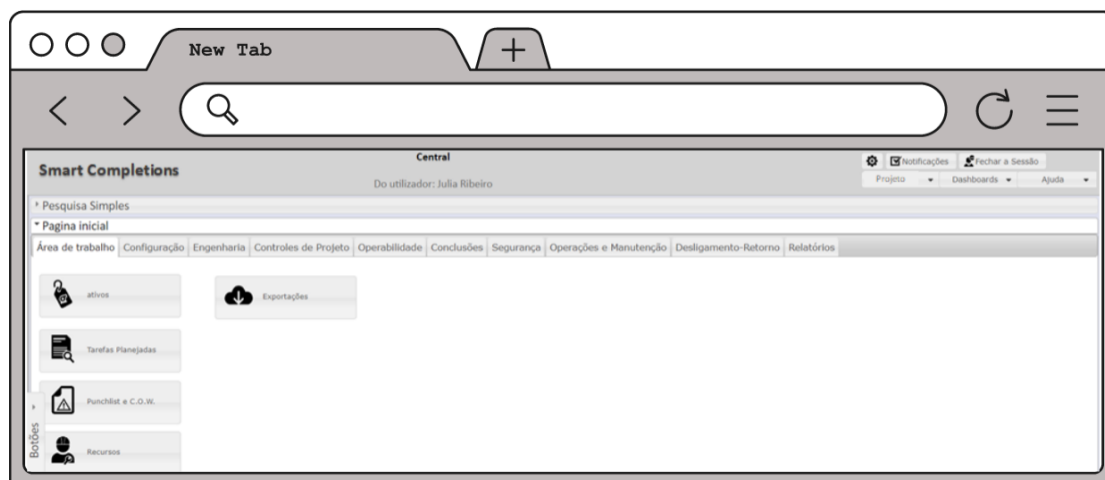 New Tab
Central
Smart Completions
Do utilizador: Julia Ribeiro
Notificações
Fechar a Sessão
Projeto
Dashboards
Ajuda
Pesquisa Simples
Pagina inicial
Área de trabalho Configuração Engenharia Controles de Projeto Operabilidade Conclusões Segurança Operações e Manutenção Desligamento-Retorno Relatórios
ativos
Exportações
Tarefas Planejadas
Punchlist e C.O.W.
Recursos
Botões